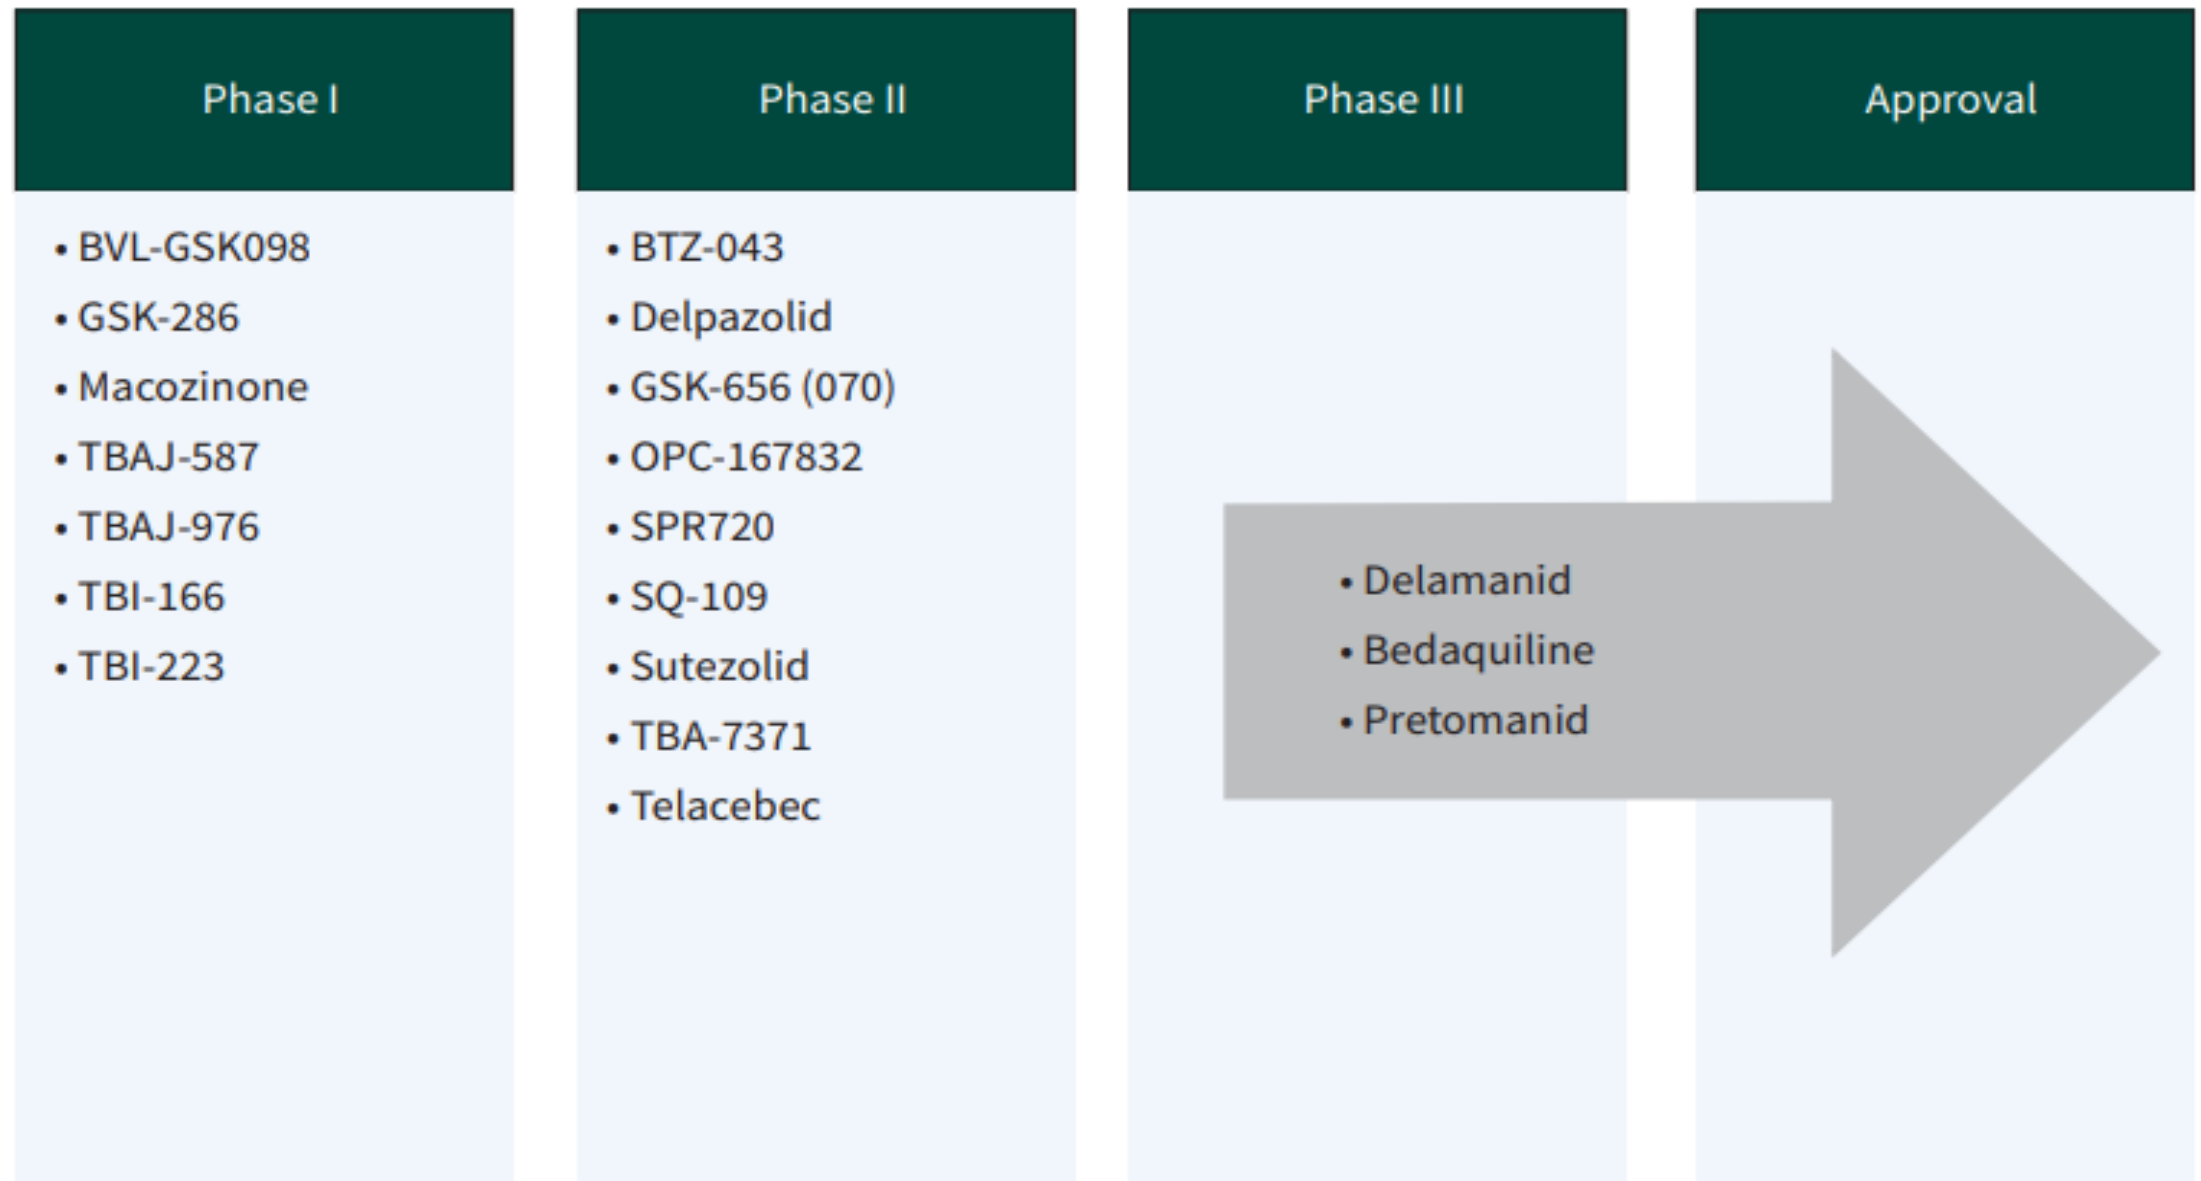 Phase I
• BVL-GSK098
• GSK-286
• Macozinone
• TBAJ-587
• TBAJ-976
• TBI-166
• TBI-223
Phase II
• BTZ-043
• Delpazolid
• GSK-656 (070)
• OPC-167832
• SPR720
• SQ-109
• Sutezolid
• TBA-7371
• Telacebec
Phase III
• Delamanid
• Bedaquiline
• Pretomanid
Approval